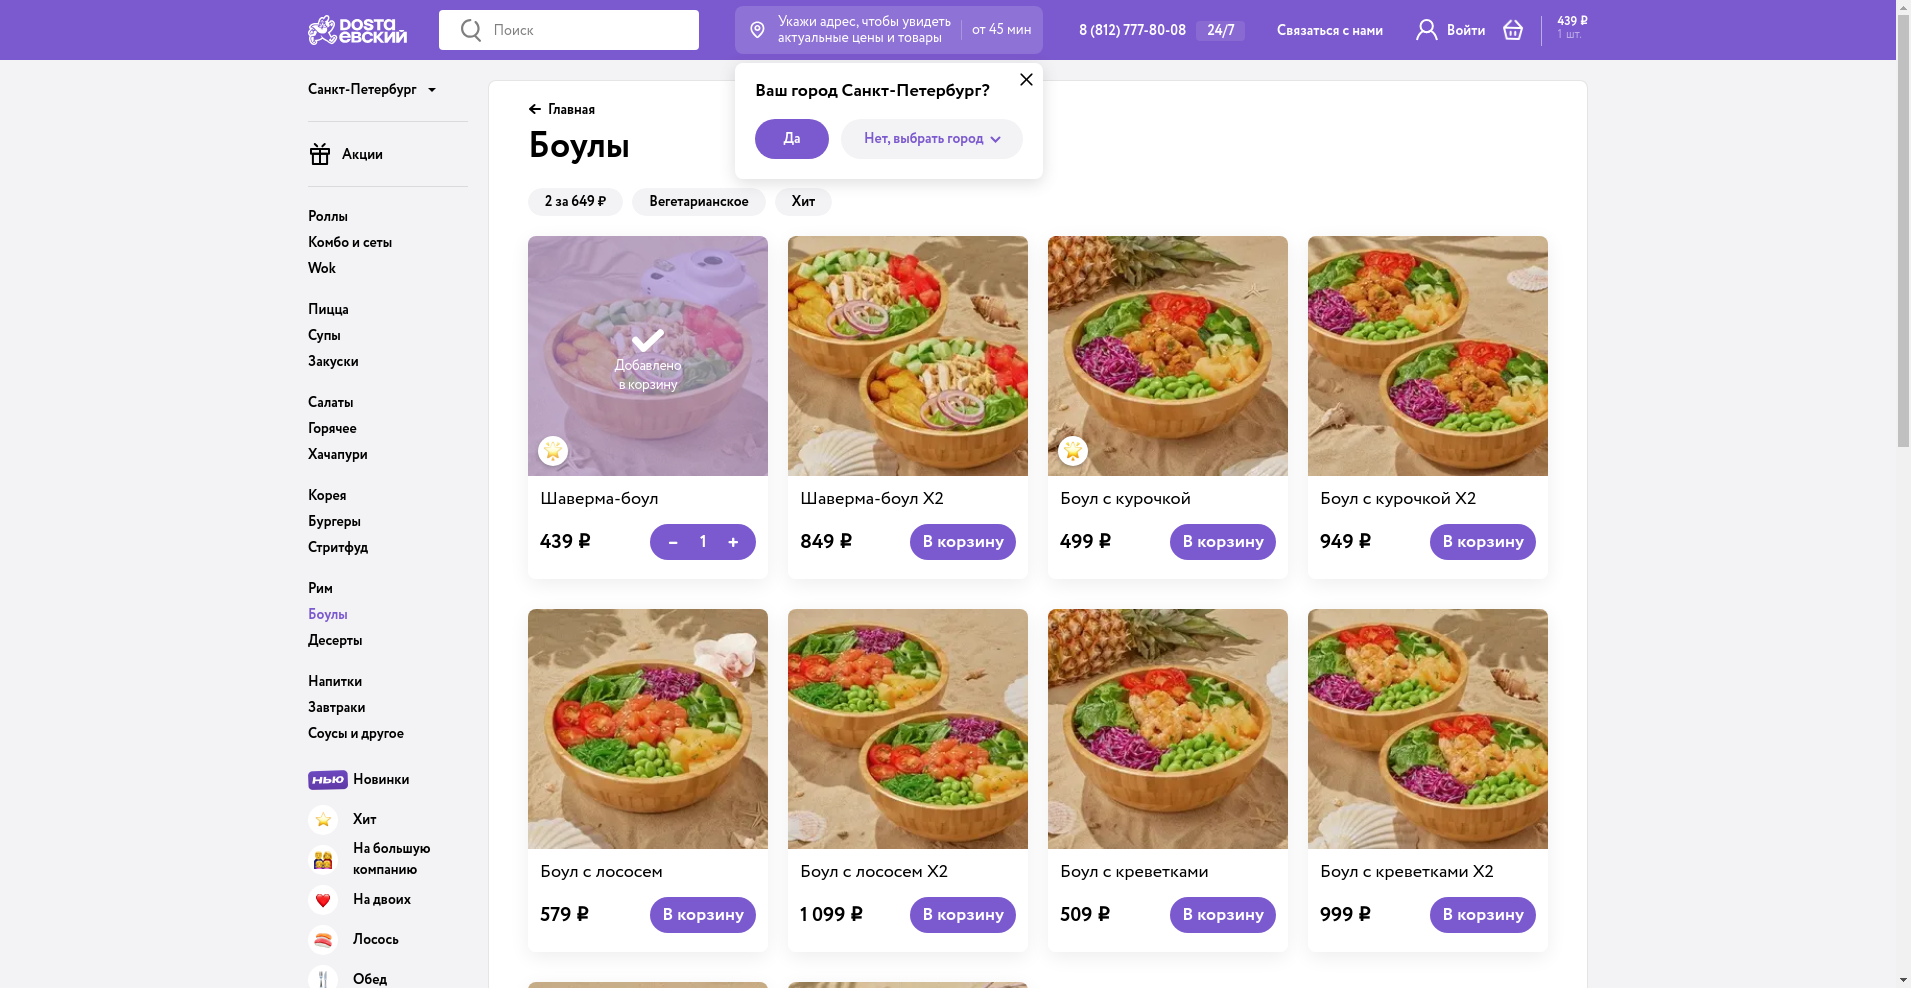 DOSTA
ЕВСКИЙ
Поиск
Укажи адрес, чтобы увидеть
актуальные цены и товары
от 45 мин
8 (812) 777-80-08
24/7
Связаться с нами
Войти
439 ₽
1 шт.
Ваш город Санкт-Петербург?
Да
Нет, выбрать город
Санкт-Петербург
Акции
Роллы
Комбо и сеты
Wok
Пицца
Супы
Закуски
Салаты
Горячее
Хачапури
Корея
Бургеры
Стритфуд
Рим
Боулы
Десерты
Напитки
Завтраки
Соусы и другое
НЬЮ Новинки
Хит
На большую
компанию
На двоих
Лосось
Обед
Главная
Боулы
2 за 649 ₽
Вегетарианское
Хит
Добавлено
в корзину
Шаверма-боул
439 ₽
– 1 +
Шаверма-боул X2
849 ₽
В корзину
Боул с курочкой
499 ₽
В корзину
Боул с курочкой X2
949 ₽
В корзину
Боул с лососем
579 ₽
В корзину
Боул с лососем X2
1 099 ₽
В корзину
Боул с креветками
509 ₽
В корзину
Боул с креветками X2
999 ₽
В корзину